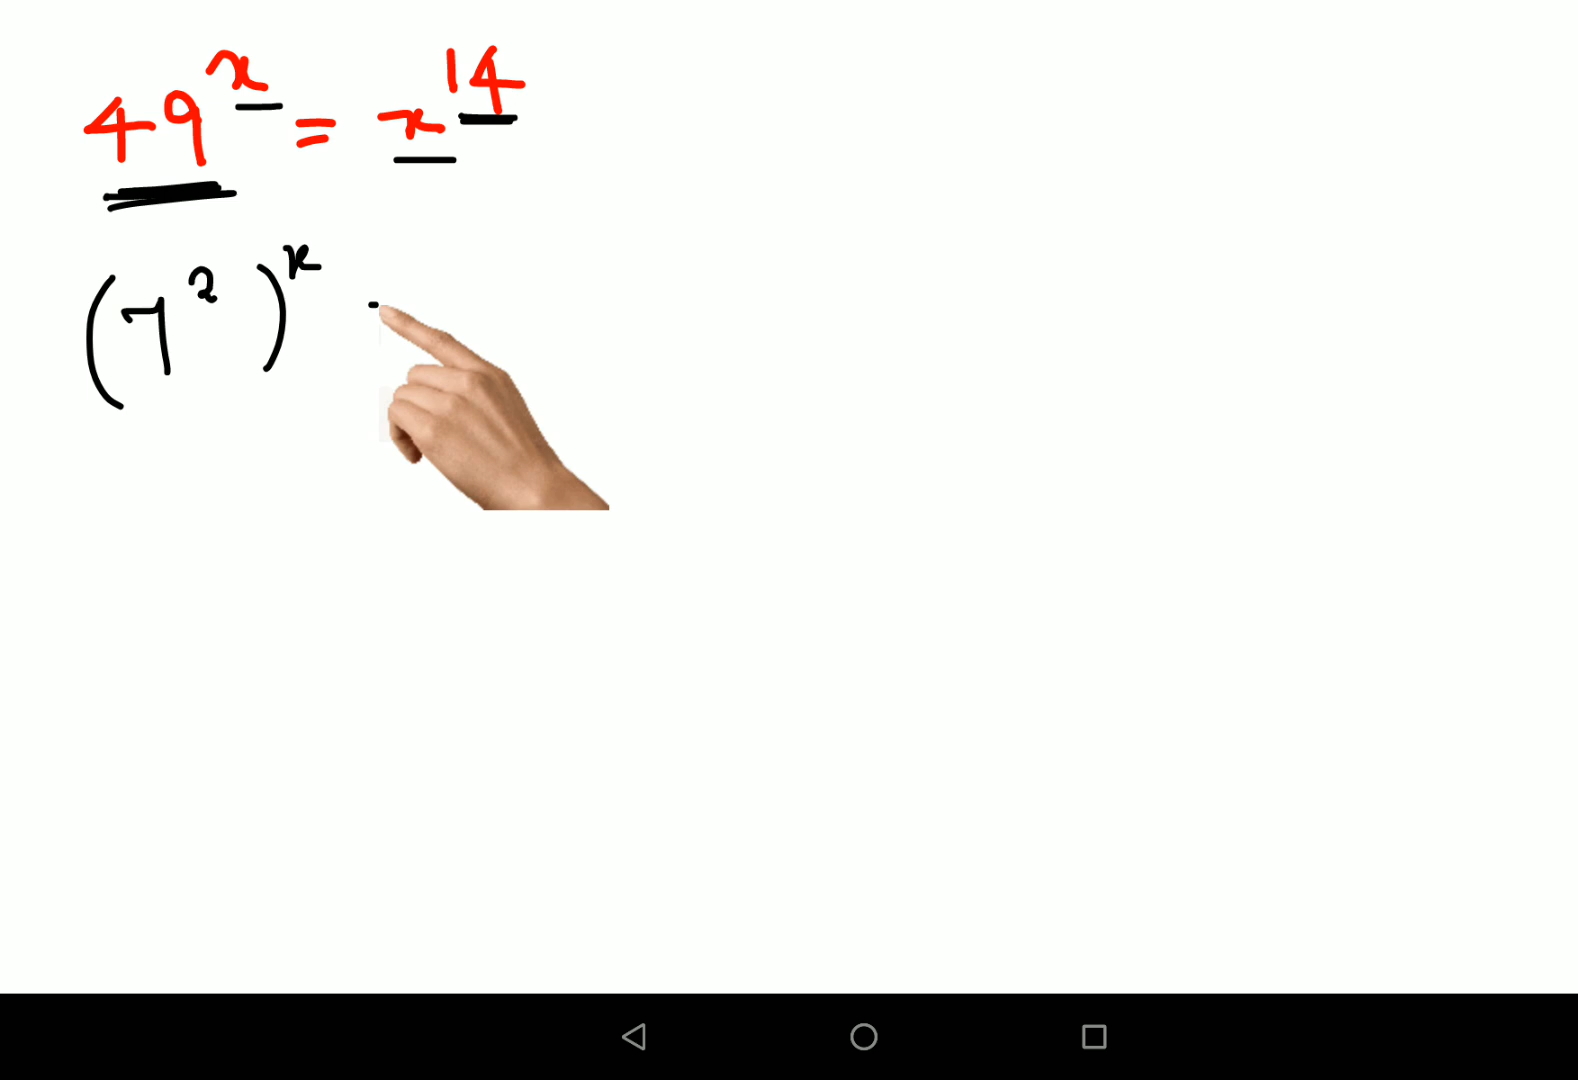 49^x = x^14
(7^2)^x -